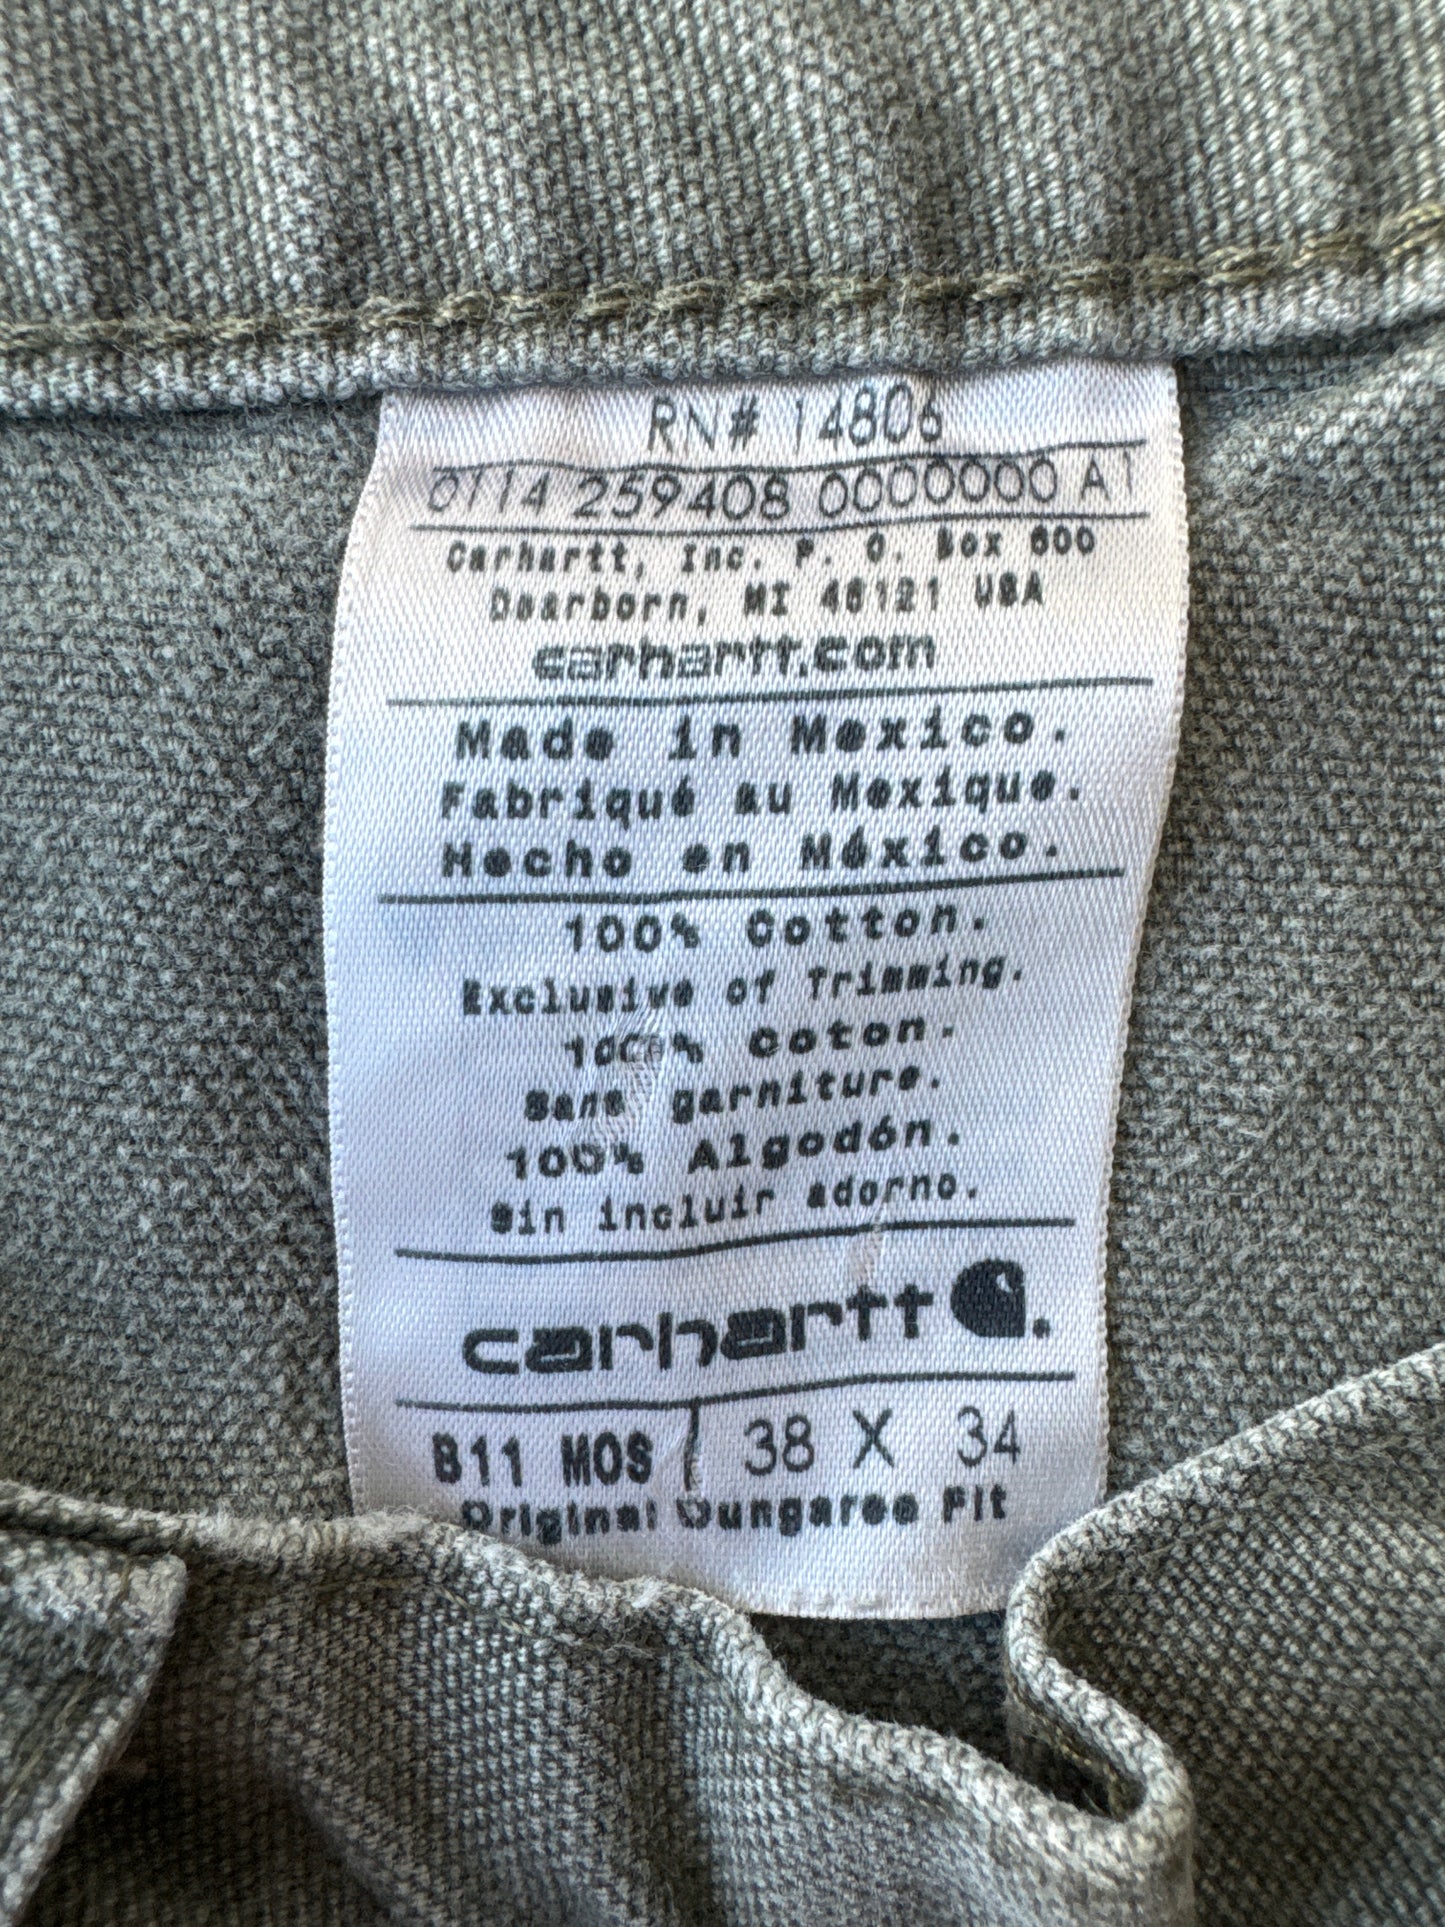 RN# 14806
0114 259408 0000000 A1
Carhartt, Inc. P. O. Box 600
Dearborn, MI 48121 USA
carhartt.com
Made in Mexico.
Fabriqué au Mexique.
Hecho en México.
100% Cotton.
Exclusive of Trimming.
100% Coton.
Sans garniture.
100% Algodón.
Sin incluir adorno.
carhartt
B11 MOS 38 X 34
Original Dungaree Fit